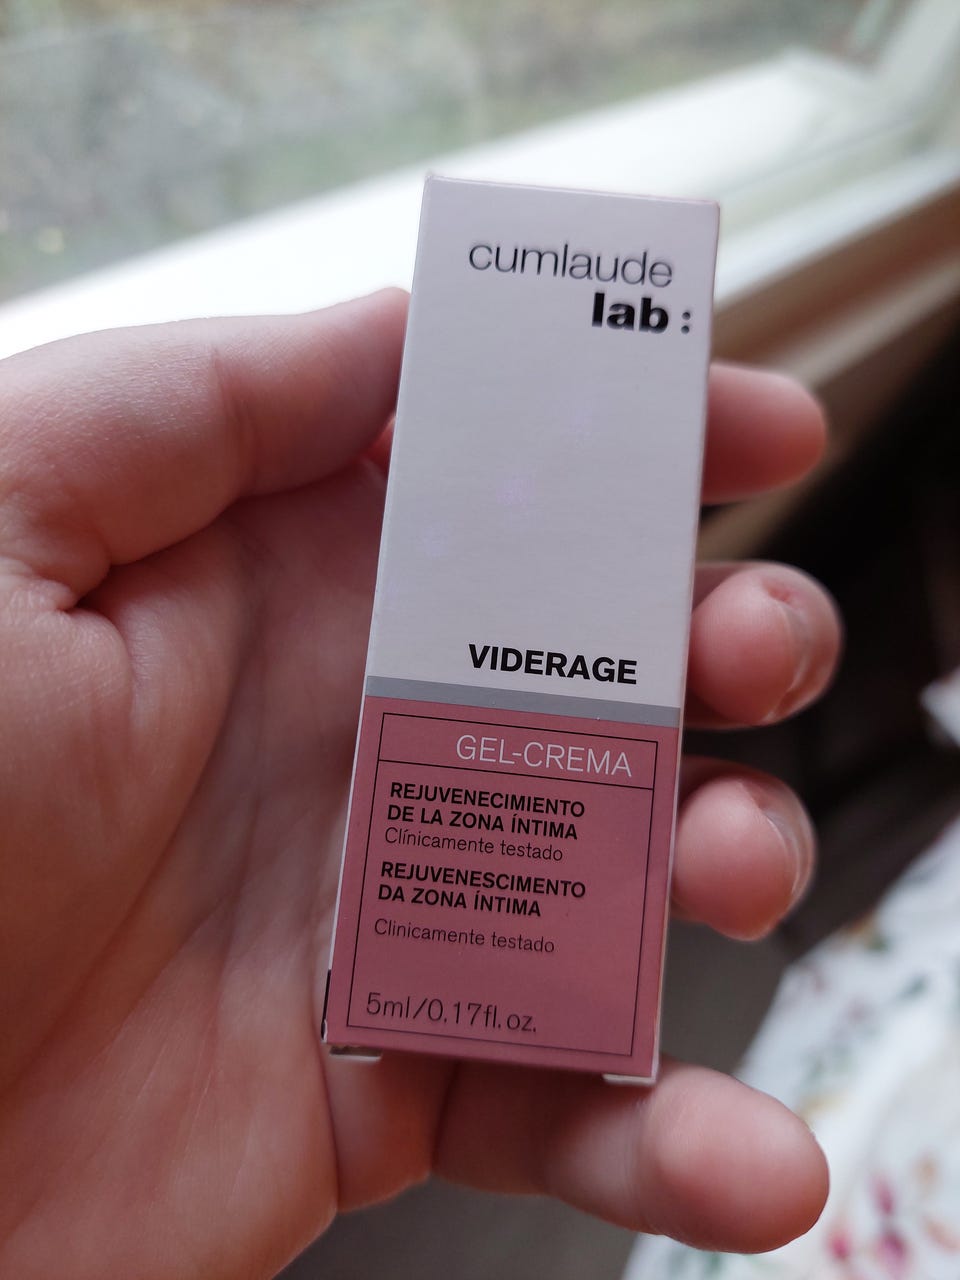 cumlaude
lab:
VIDERAGE
GEL-CREMA
REJUVENECIMIENTO
DE LA ZONA ÍNTIMA
Clínicamente testado
REJUVENESCIMENTO
DA ZONA ÍNTIMA
Clinicamente testado
5ml/0.17fl. oz.